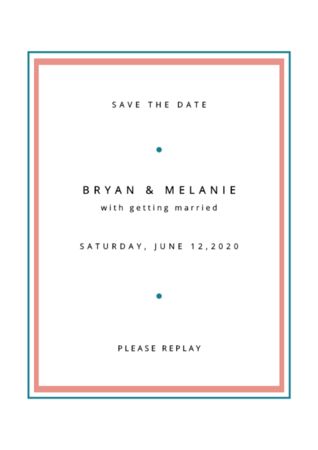 SAVE THE DATE
BRYAN & MELANIE
with getting married
SATURDAY, JUNE 12,2020
PLEASE REPLAY